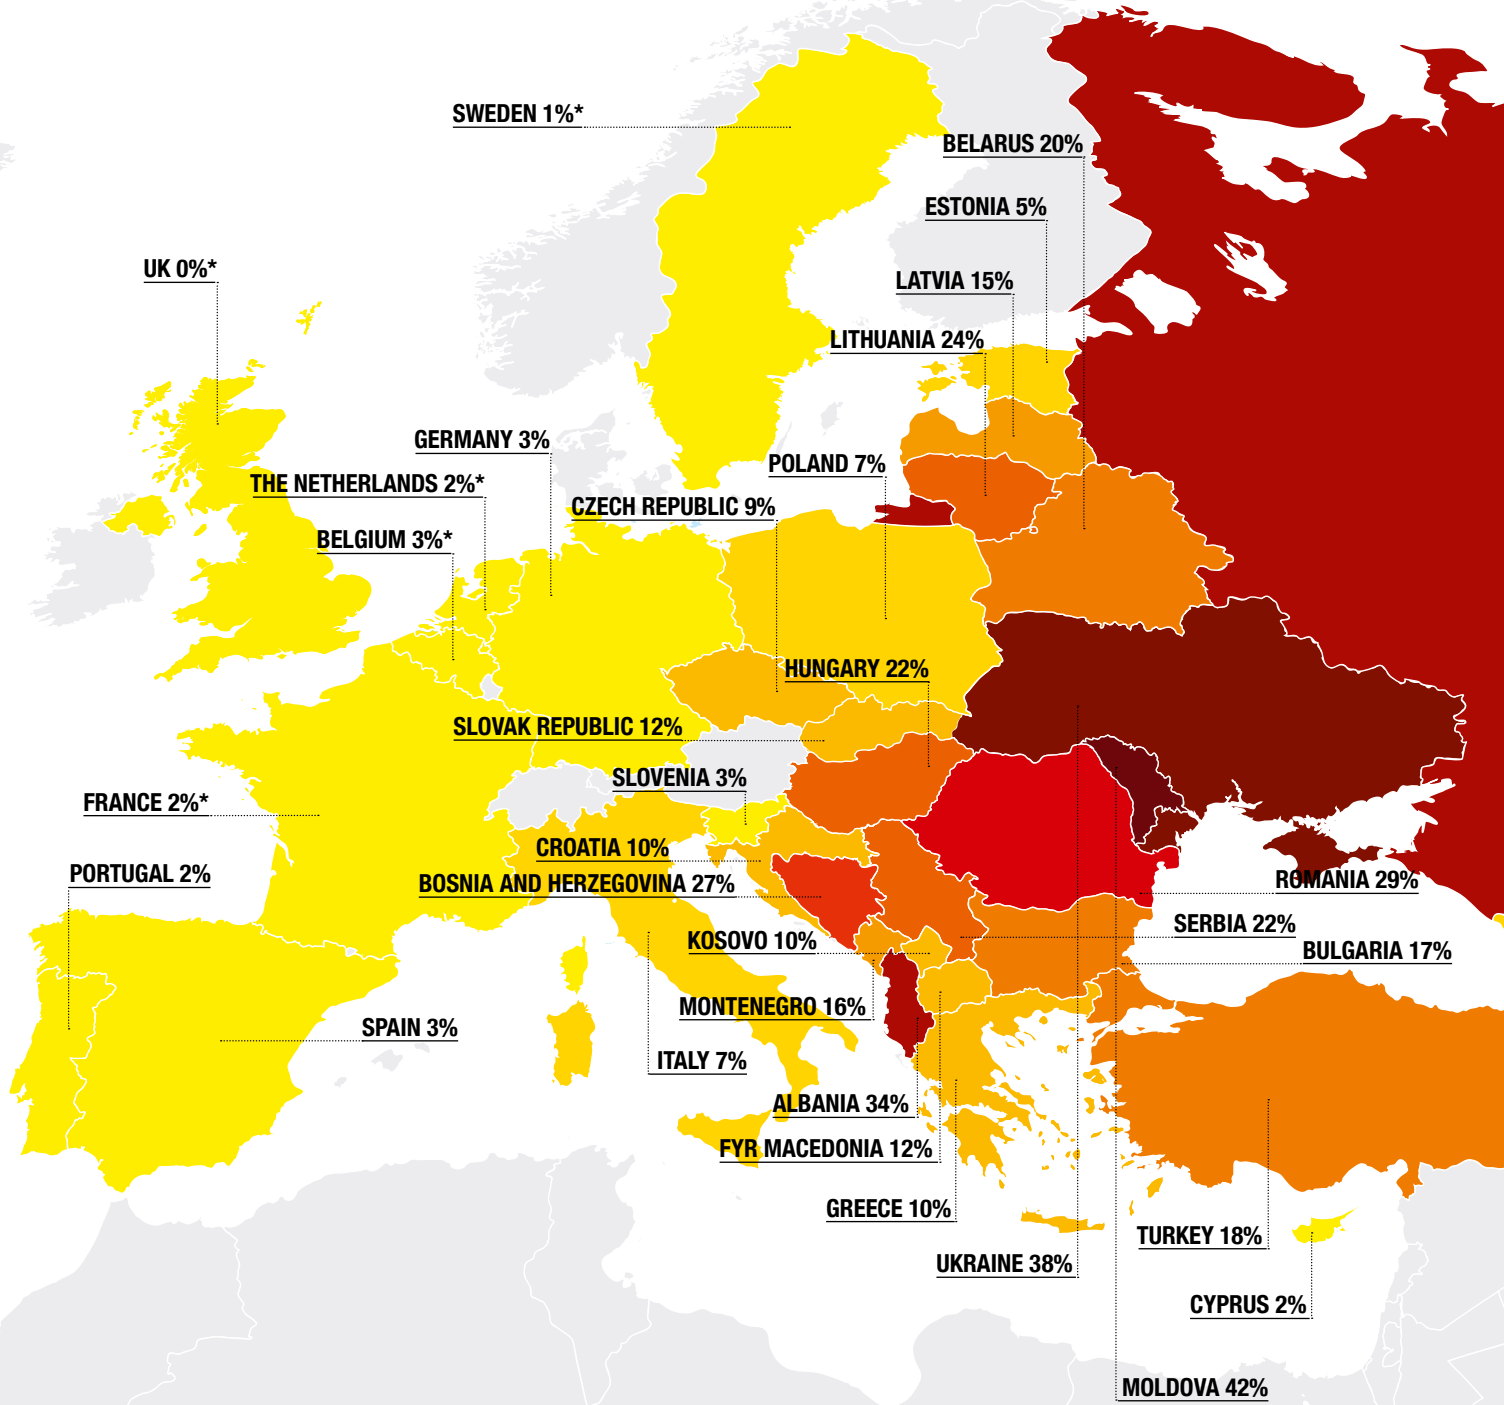 SWEDEN 1%*
BELARUS 20%
ESTONIA 5%
UK 0%*
LATVIA 15%
LITHUANIA 24%
GERMANY 3%
POLAND 7%
THE NETHERLANDS 2%*
CZECH REPUBLIC 9%
BELGIUM 3%*
HUNGARY 22%
SLOVAK REPUBLIC 12%
SLOVENIA 3%
FRANCE 2%*
CROATIA 10%
PORTUGAL 2%
BOSNIA AND HERZEGOVINA 27%
ROMANIA 29%
SERBIA 22%
KOSOVO 10%
BULGARIA 17%
MONTENEGRO 16%
SPAIN 3%
ITALY 7%
ALBANIA 34%
FYR MACEDONIA 12%
GREECE 10%
TURKEY 18%
UKRAINE 38%
CYPRUS 2%
MOLDOVA 42%